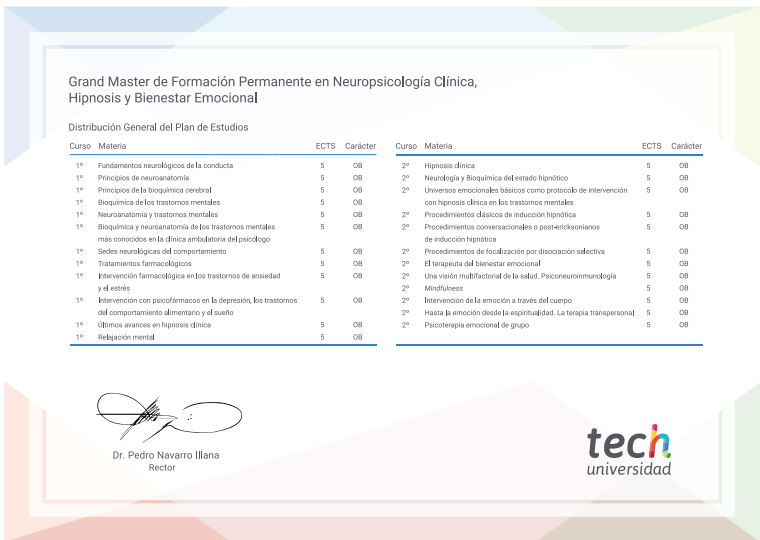 Grand Master de Formación Permanente en Neuropsicología Clínica,
Hipnosis y Bienestar Emocional
Distribución General del Plan de Estudios
Curso Materia ECTS Carácter
1º Fundamentos neurológicos de la conducta 5 OB
1º Principios de neuroanatomía 5 OB
1º Principios de la bioquímica cerebral 5 OB
1º Bioquímica de los trastornos mentales 5 OB
1º Neuroanatomía y trastornos mentales 5 OB
1º Bioquímica y neuroanatomía de los trastornos mentales 5 OB
más conocidos en la clínica ambulatoria del psicólogo
1º Sedes neurológicas del comportamiento 5 OB
1º Tratamientos farmacológicos 5 OB
1º Intervención farmacológica en los trastornos de ansiedad 5 OB
y el estrés
1º Intervención con psicofármacos en la depresión, los trastornos 5 OB
del comportamiento alimentario y el sueño
1º Últimos avances en hipnosis clínica 5 OB
1º Relajación mental 5 OB
Curso Materia ECTS Carácter
2º Hipnosis clínica 5 OB
2º Neurología y Bioquímica del estado hipnótico 5 OB
2º Universos emocionales básicos como protocolo de intervención 5 OB
con hipnosis clínica en los trastornos mentales
2º Procedimientos clásicos de inducción hipnótica 5 OB
2º Procedimientos conversacionales o post-ericksonianos 5 OB
de inducción hipnótica
2º Procedimientos de focalización por disociación selectiva 5 OB
2º El terapeuta del bienestar emocional 5 OB
2º Una visión multifactorial de la salud. Psiconeuroinmunología 5 OB
2º Mindfulness 5 OB
2º Intervención de la emoción a través del cuerpo 5 OB
2º Hasta la emoción desde la espiritualidad. La terapia transpersonal 5 OB
2º Psicoterapia emocional de grupo 5 OB
Dr. Pedro Navarro Illana
Rector
tech
universidad